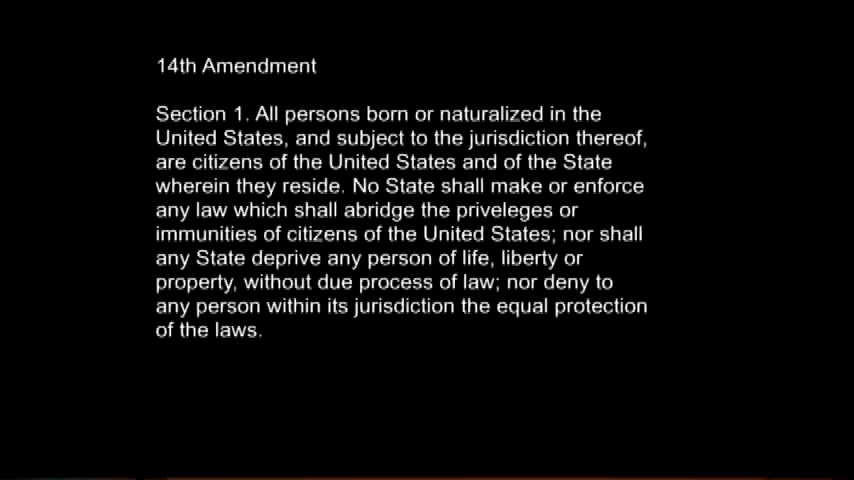 14th Amendment
Section 1. All persons born or naturalized in the
United States, and subject to the jurisdiction thereof,
are citizens of the United States and of the State
wherein they reside. No State shall make or enforce
any law which shall abridge the priveleges or
immunities of citizens of the United States; nor shall
any State deprive any person of life, liberty or
property, without due process of law; nor deny to
any person within its jurisdiction the equal protection
of the laws.